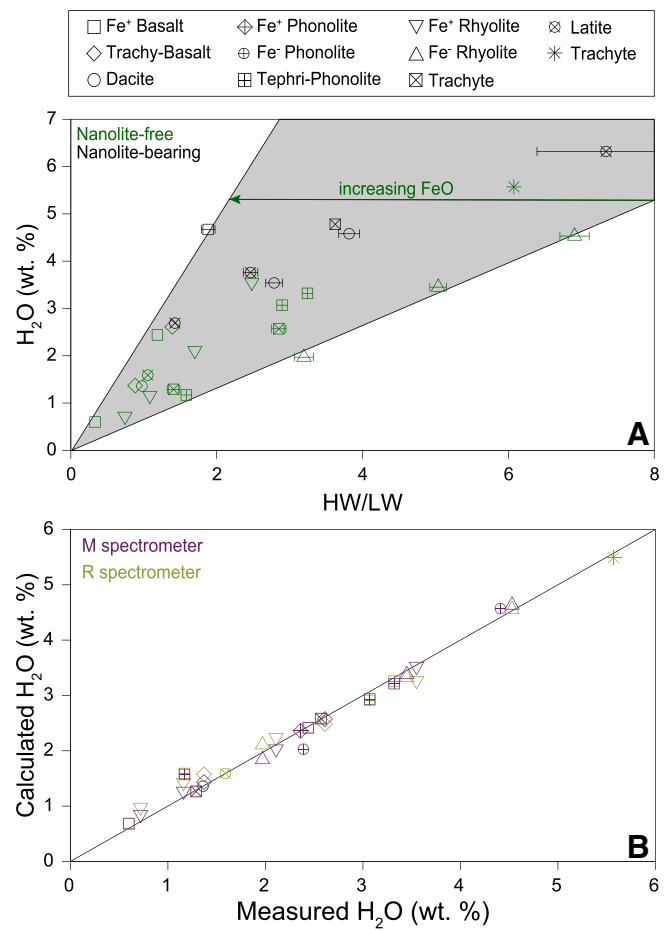 Fe⁺ Basalt Fe⁺ Phonolite Fe⁺ Rhyolite Latite
Trachy-Basalt Fe⁻ Phonolite Fe⁻ Rhyolite Trachyte
Dacite Tephri-Phonolite Trachyte
7
Nanolite-free
Nanolite-bearing
6
increasing FeO
5
4
H₂O (wt. %)
3
2
1
A
0
0 2 4 6 8
HW/LW
6
M spectrometer
R spectrometer
5
4
Calculated H₂O (wt. %)
3
2
1
B
0
0 1 2 3 4 5 6
Measured H₂O (wt. %)